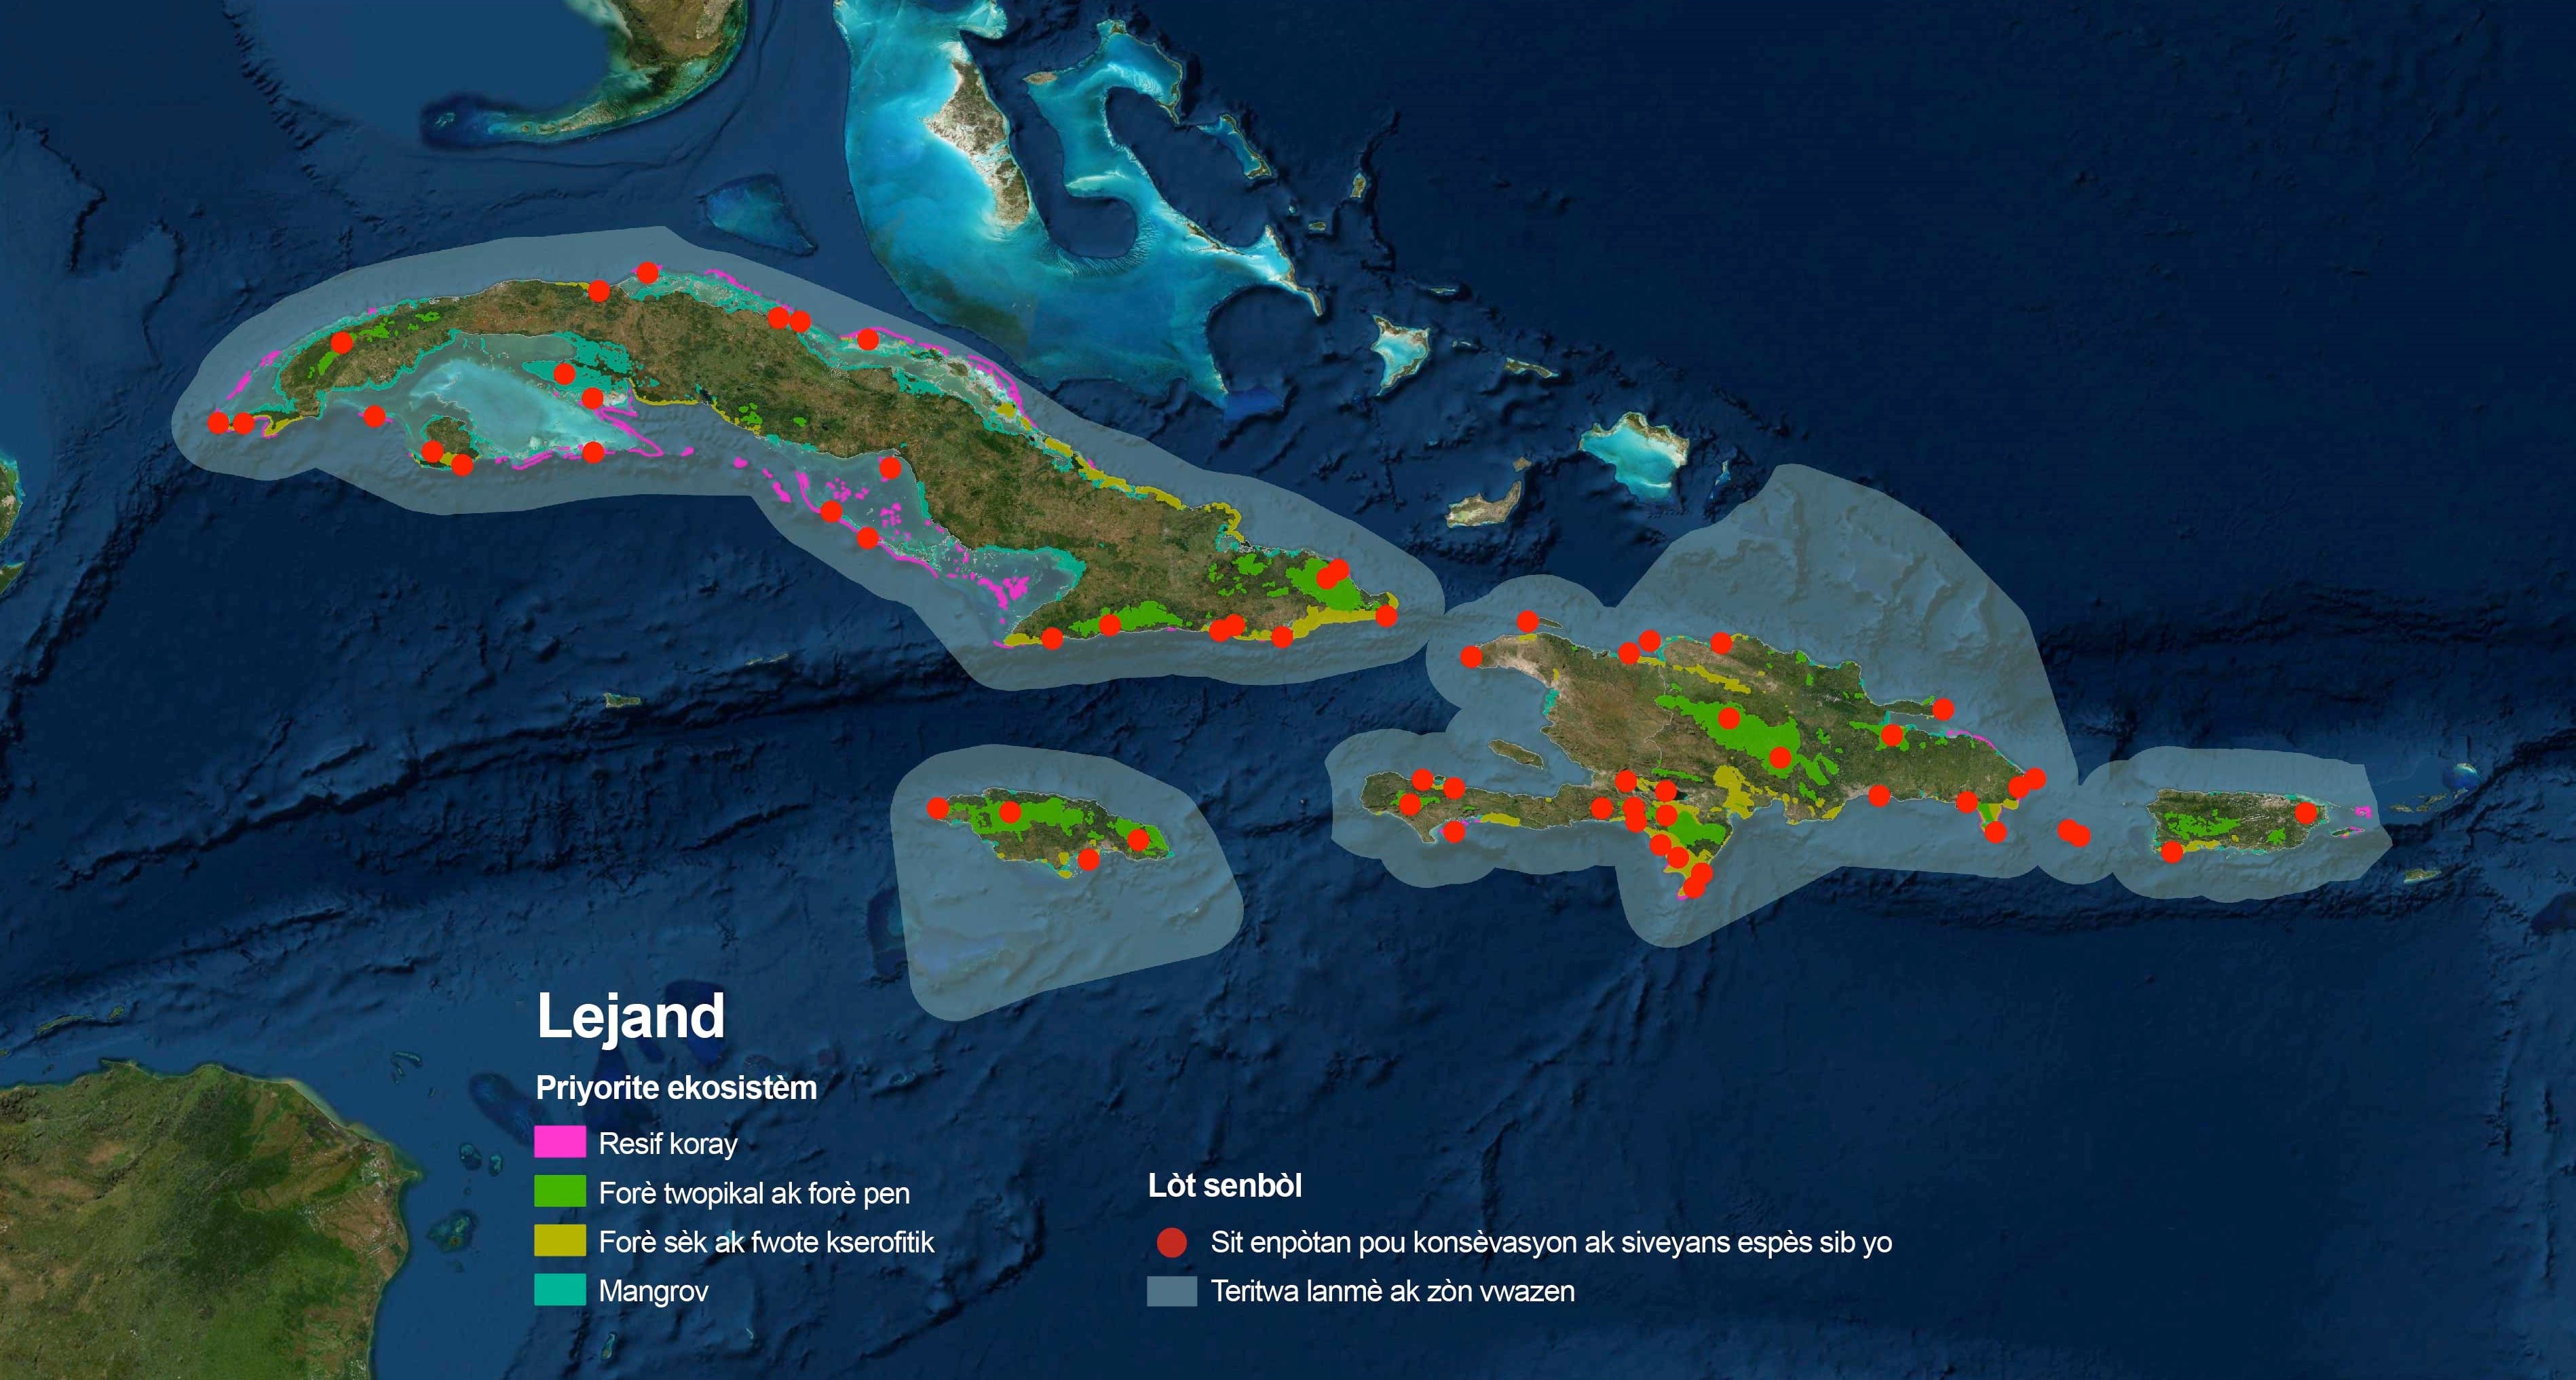 Lejand
Priyorite ekosistèm
Resif koray
Forè twopikal ak forè pen
Forè sèk ak fwote kserofitik
Mangrov
Lòt senbòl
Sit enpòtan pou konsèvasyon ak siveyans espès sib yo
Teritwa lanmè ak zòn vwazen